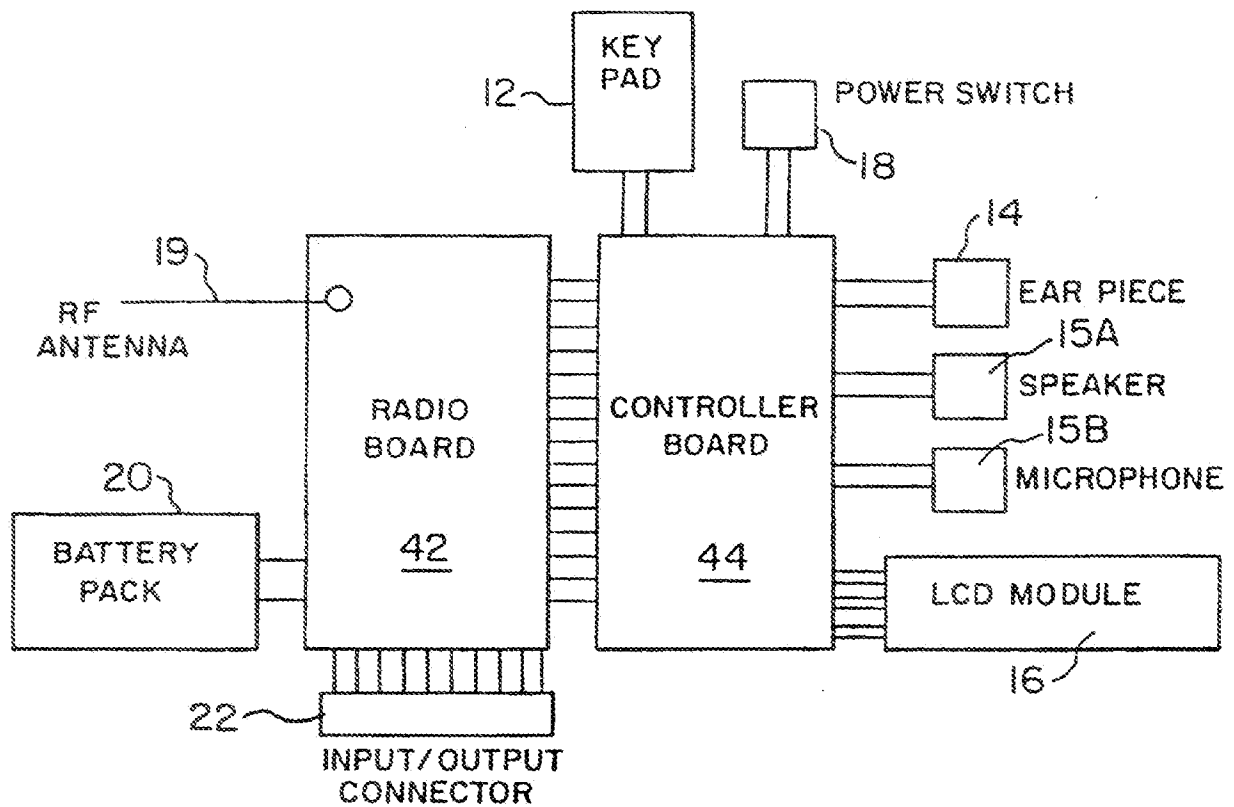 KEY
PAD
12
POWER SWITCH
18
14
19
EAR PIECE
RF
ANTENNA
15A
SPEAKER
RADIO
BOARD
CONTROLLER
BOARD
15B
MICROPHONE
20
BATTERY
PACK
42
44
LCD MODULE
16
22
INPUT/OUTPUT
CONNECTOR